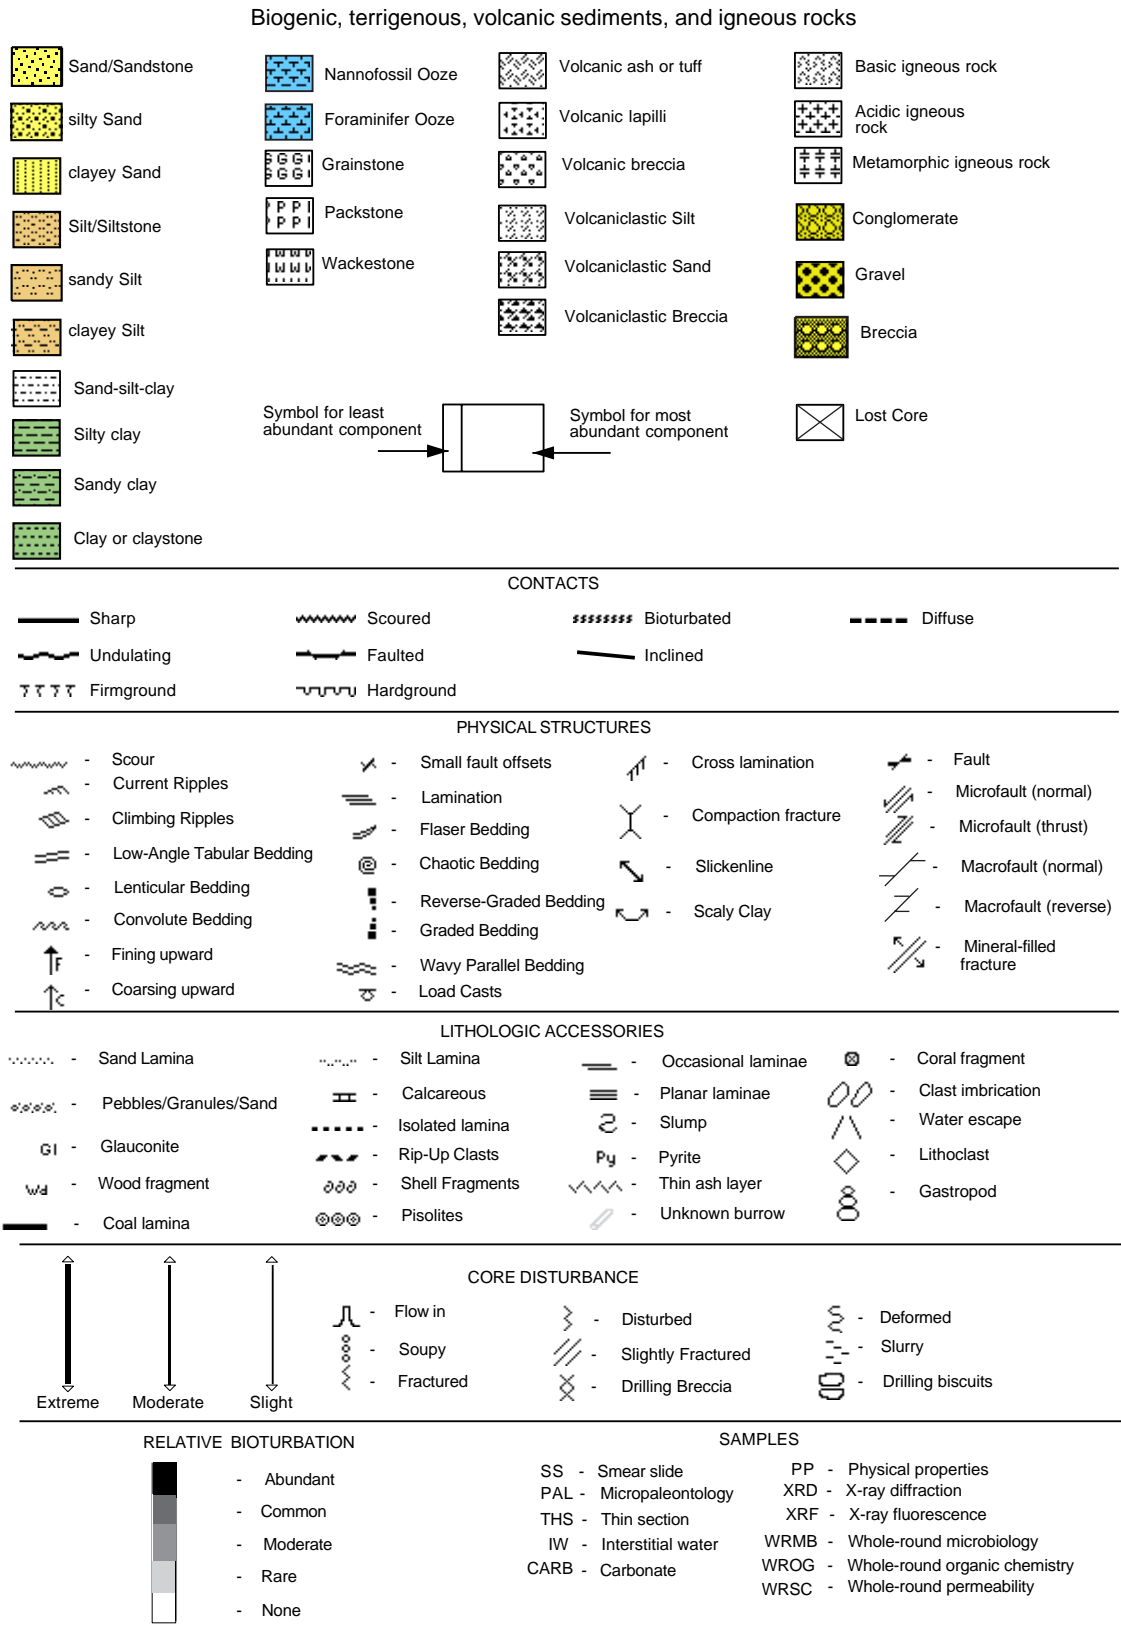 Biogenic, terrigenous, volcanic sediments, and igneous rocks
Sand/Sandstone
silty Sand
clayey Sand
Silt/Siltstone
sandy Silt
clayey Silt
Sand-silt-clay
Silty clay
Sandy clay
Clay or claystone
Nannofossil Ooze
Foraminifer Ooze
Grainstone
Packstone
Wackestone
Volcanic ash or tuff
Volcanic lapilli
Volcanic breccia
Volcaniclastic Silt
Volcaniclastic Sand
Volcaniclastic Breccia
Basic igneous rock
Acidic igneous
rock
Metamorphic igneous rock
Conglomerate
Gravel
Breccia
Lost Core
Symbol for least
abundant component
Symbol for most
abundant component
CONTACTS
Sharp
Scoured
Bioturbated
Diffuse
Undulating
Faulted
Inclined
Firmground
Hardground
PHYSICAL STRUCTURES
- Scour
- Current Ripples
- Climbing Ripples
- Low-Angle Tabular Bedding
- Lenticular Bedding
- Convolute Bedding
F - Fining upward
C - Coarsing upward
- Small fault offsets
- Lamination
- Flaser Bedding
- Chaotic Bedding
- Reverse-Graded Bedding
- Graded Bedding
- Wavy Parallel Bedding
- Load Casts
- Cross lamination
- Compaction fracture
- Slickenline
- Scaly Clay
- Fault
- Microfault (normal)
- Microfault (thrust)
- Macrofault (normal)
- Macrofault (reverse)
- Mineral-filled
fracture
LITHOLOGIC ACCESSORIES
- Sand Lamina
- Pebbles/Granules/Sand
Gl - Glauconite
Wd - Wood fragment
- Coal lamina
- Silt Lamina
- Calcareous
- Isolated lamina
- Rip-Up Clasts
- Shell Fragments
- Pisolites
- Occasional laminae
- Planar laminae
- Slump
Py - Pyrite
- Thin ash layer
- Unknown burrow
- Coral fragment
- Clast imbrication
- Water escape
- Lithoclast
- Gastropod
CORE DISTURBANCE
Extreme
Moderate
Slight
- Flow in
- Soupy
- Fractured
- Disturbed
- Slightly Fractured
- Drilling Breccia
- Deformed
- Slurry
- Drilling biscuits
RELATIVE BIOTURBATION
- Abundant
- Common
- Moderate
- Rare
- None
SAMPLES
SS - Smear slide
PAL - Micropaleontology
THS - Thin section
IW - Interstitial water
CARB - Carbonate
PP - Physical properties
XRD - X-ray diffraction
XRF - X-ray fluorescence
WRMB - Whole-round microbiology
WROG - Whole-round organic chemistry
WRSC - Whole-round permeability